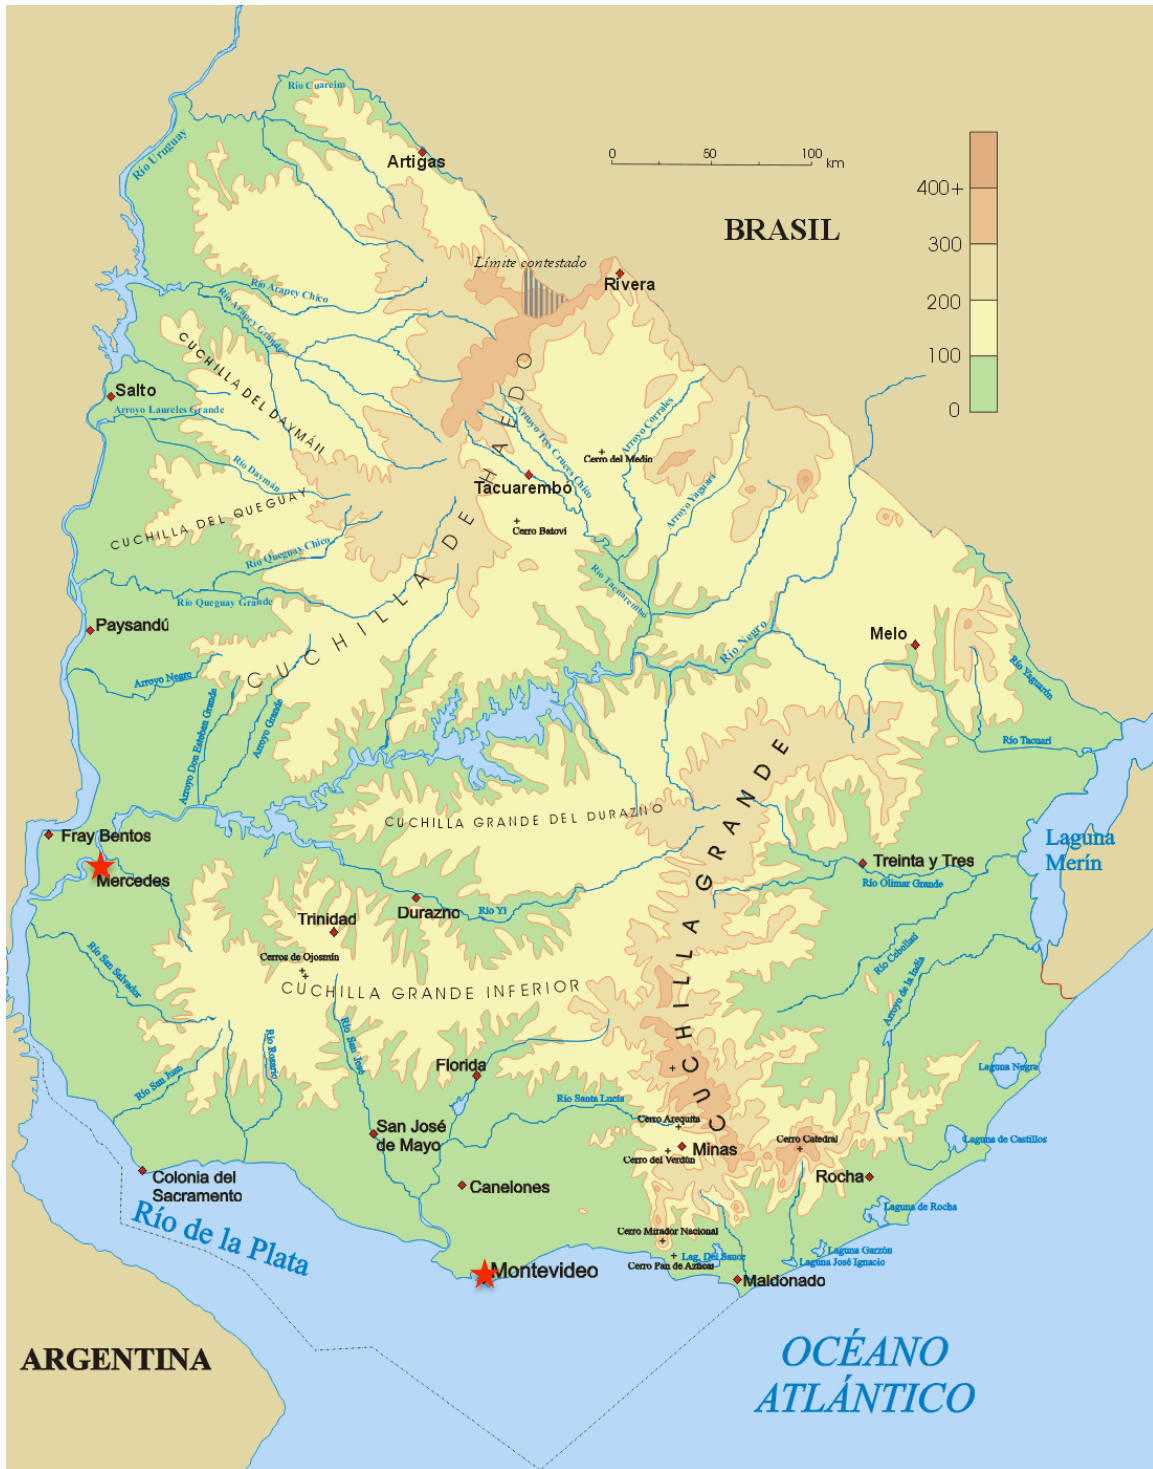 Río Cuareim
Río Uruguay
Artigas
0 50 100
km
400+
300
200
100
0
BRASIL
Límite contestado
Rivera
Río Arapey Chico
Río Arapey Grande
CUCHILLA DEL DAYMÁN
Salto
Arroyo Laureles Grande
Río Daymán
CUCHILLA DEL QUEGUAY
Arroyo Tres Cruces Chico
Arroyo Corrales
Cerro del Medio
Tacuarembó
Arroyo Yaguarí
Cerro Batoví
CUCHILLA DE HAEDO
Río Queguay Chico
Río Queguay Grande
Río Tacuarembó
Paysandú
Río Negro
Melo
Arroyo Negro
Río Yaguarón
Arroyo Don Esteban Grande
Arroyo Grande
Río Tacuarí
CUCHILLA GRANDE DEL DURAZNO
CUCHILLA GRANDE
Fray Bentos
Laguna
Merín
Mercedes
Treinta y Tres
Río Olimar Grande
Trinidad
Durazno
Río Yí
Río San Salvador
Cerros de Ojosmín
Río Cebollatí
Arroyo de la India
CUCHILLA GRANDE INFERIOR
Río San José
Río Rosario
Río San Juan
Florida
Laguna Negra
Río Santa Lucía
Cerro Arequita
San José
de Mayo
Minas
Cerro Catedral
Laguna de Castillos
Cerro del Verdún
Colonia del
Sacramento
Canelones
Rocha
Laguna de Rocha
Río de la Plata
Cerro Mirador Nacional
Lag. Del Sauce
Cerro Pan de Azúcar
Laguna Garzón
Laguna José Ignacio
Montevideo
Maldonado
ARGENTINA
OCÉANO
ATLÁNTICO